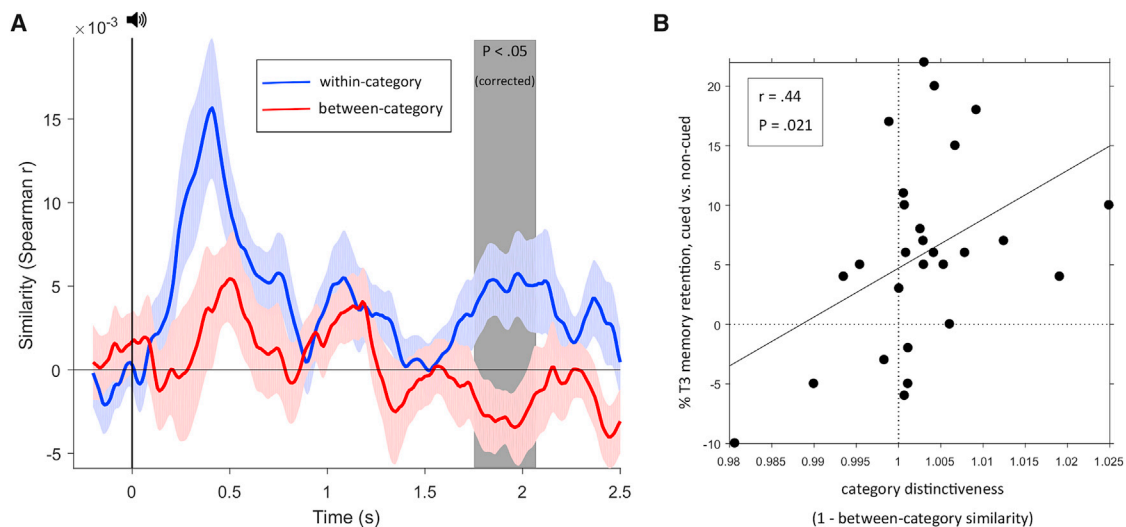 A
×10⁻³
P < .05
(corrected)
within-category
between-category
15
10
5
0
-5
Similarity (Spearman r)
0
0.5
1
1.5
2
2.5
Time (s)
B
r = .44
P = .021
20
15
10
5
0
-5
-10
% T3 memory retention, cued vs. non-cued
0.98
0.985
0.99
0.995
1
1.005
1.01
1.015
1.02
1.025
category distinctiveness
(1 - between-category similarity)